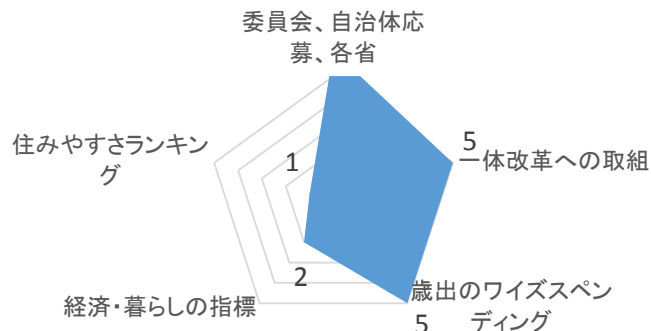 委員会、自治体応
募、各省
住みやすさランキン
グ
1
5
一体改革への取組
2
経済・暮らしの指標
歳出のワイズスペン
ディング
5